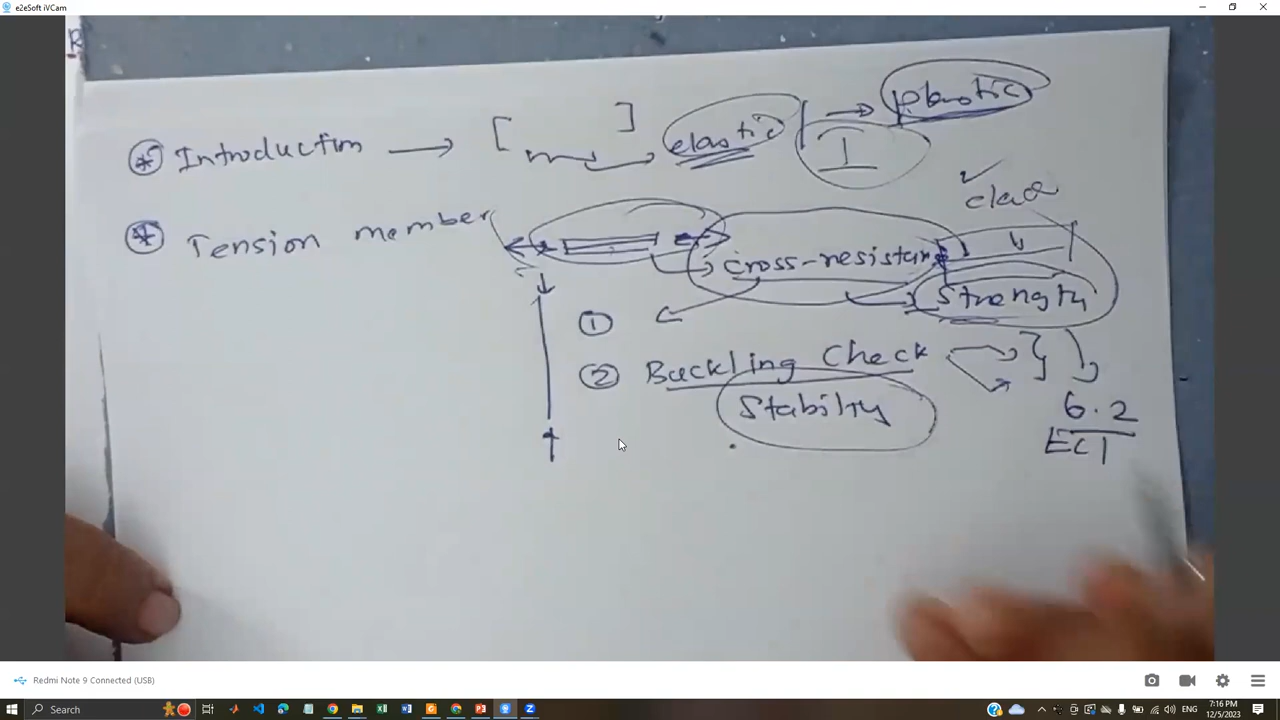 e2eSoft iVCam
Introduction → [ ] elastic | → plastic
I
class
Tension member
cross-resistan
strength
①
② Buckling Check
Stability
6.2
EC1
Redmi Note 9 Connected (USB)
Search
ENG
7:16 PM
12/5/2023